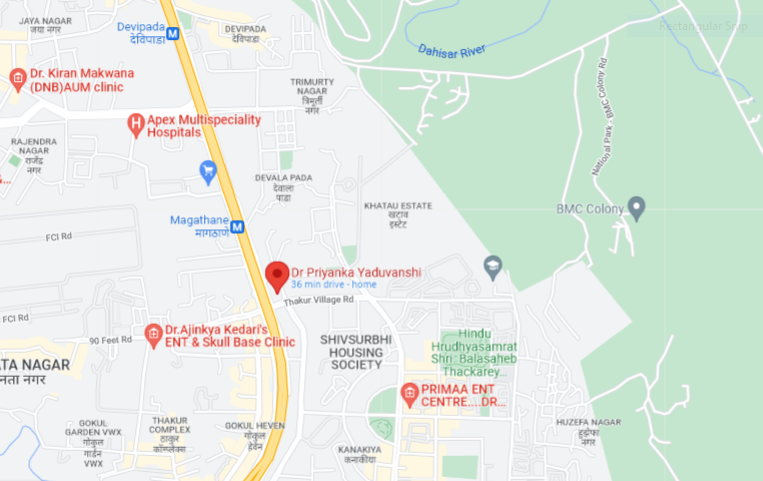 JAYA NAGAR
जया नगर
Devipada
देविपाडा
DEVIPADA
देविपाडा
Rectangular Snip
Dahisar River
Dr. Kiran Makwana
(DNB)AUM clinic
TRIMURTY
NAGAR
त्रिमुर्ती
नगर
National Park - BMC Colony Rd
Apex Multispeciality
Hospitals
RAJENDRA
NAGAR
राजेंद्र
नगर
DEVALA PADA
देवाला
पाडा
KHATAU ESTATE
खटाव
इस्टेट
BMC Colony
Magathane
मागठाणे
FCI Rd
Dr Priyanka Yaduvanshi
36 min drive - home
Thakur Village Rd
FCI Rd
90 Feet Rd
Dr.Ajinkya Kedari's
ENT & Skull Base Clinic
SHIVSURBHI
HOUSING
SOCIETY
Hindu
Hrudhyasamrat
Shri. Balasaheb
Thackarey...
ATA NAGAR
नता नगर
PRIMAA ENT
CENTRE....DR...
GOKUL
GARDEN VWX
गोकुल
गार्डन
VWX
THAKUR
COMPLEX
ठाकुर
कॉम्प्लेक्स
GOKUL HEVEN
गोकुल
हेवेन
KANAKIYA
कनाकीया
HUZEFA NAGAR
हुझेफा
नगर